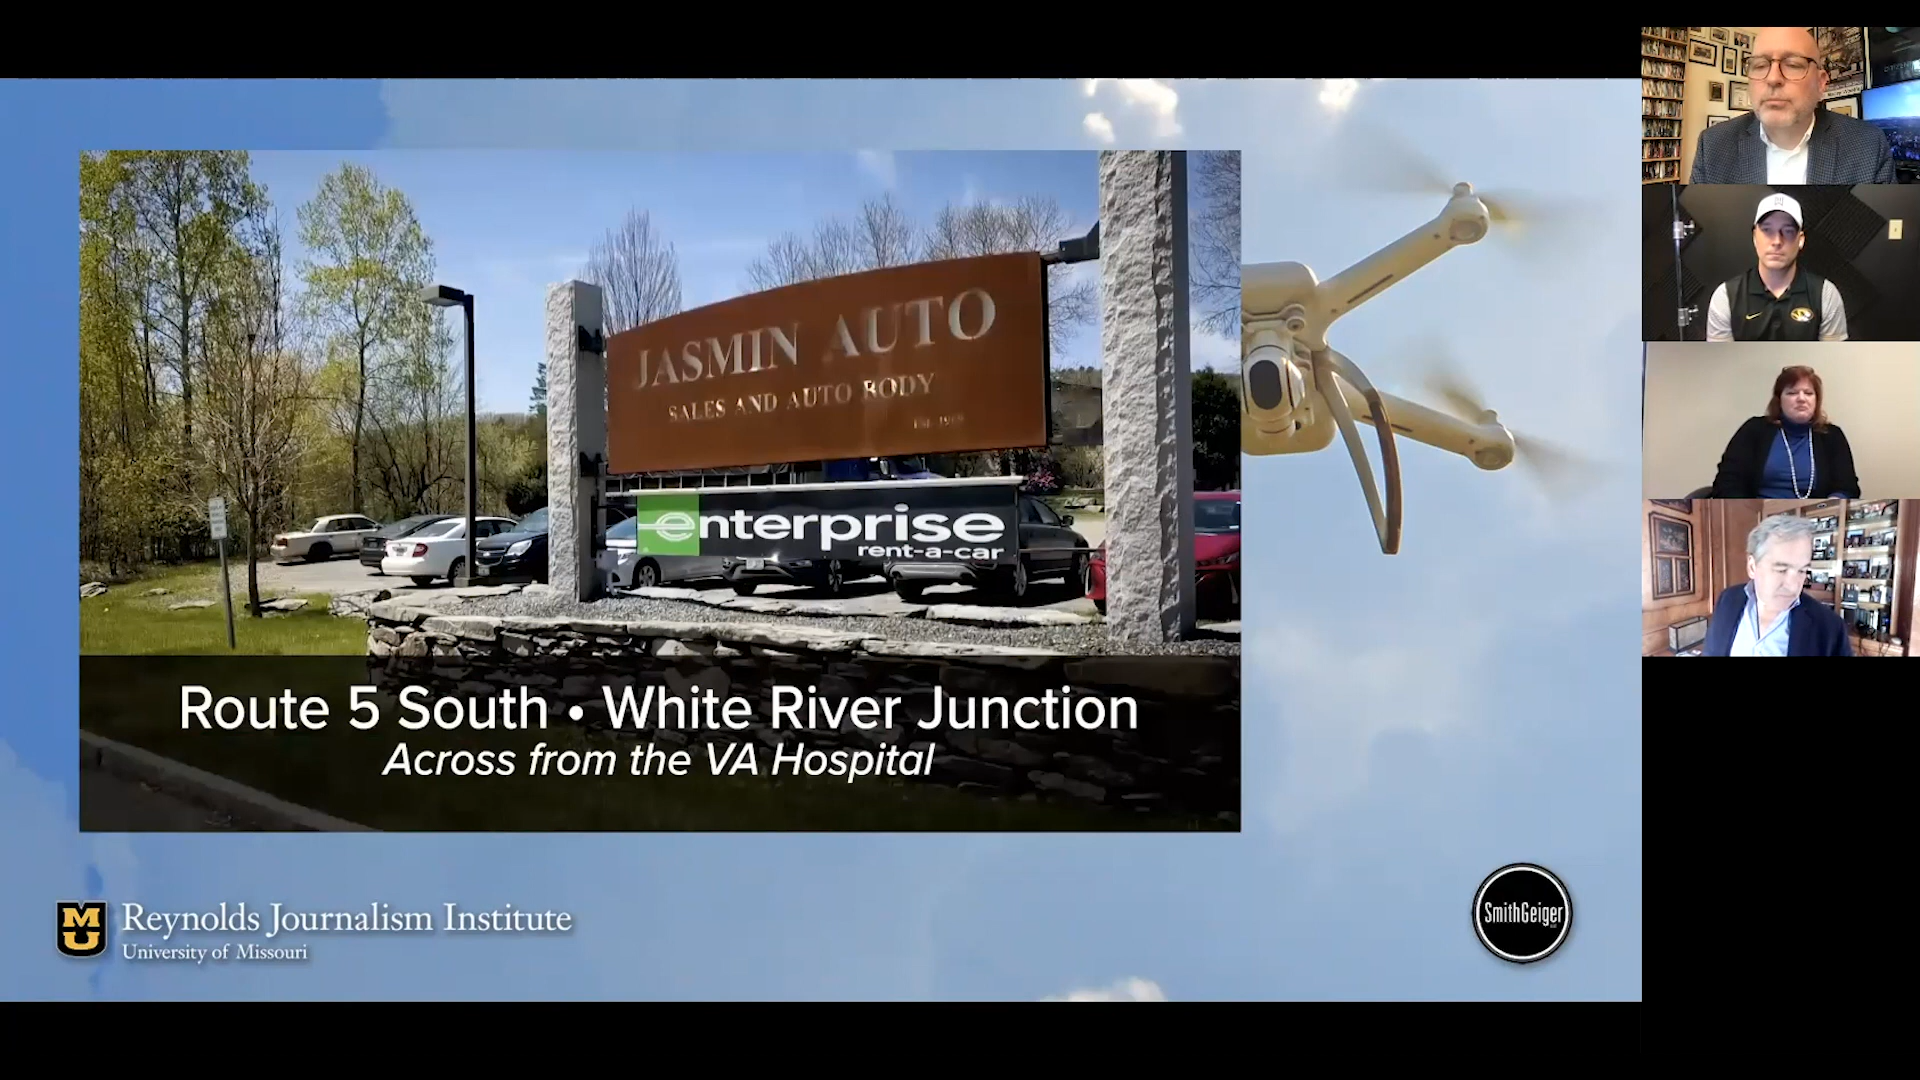 JASMIN AUTO
SALES AND AUTO BODY
enterprise
rent-a-car
Route 5 South • White River Junction
Across from the VA Hospital
MU
Reynolds Journalism Institute
University of Missouri
SmithGeiger